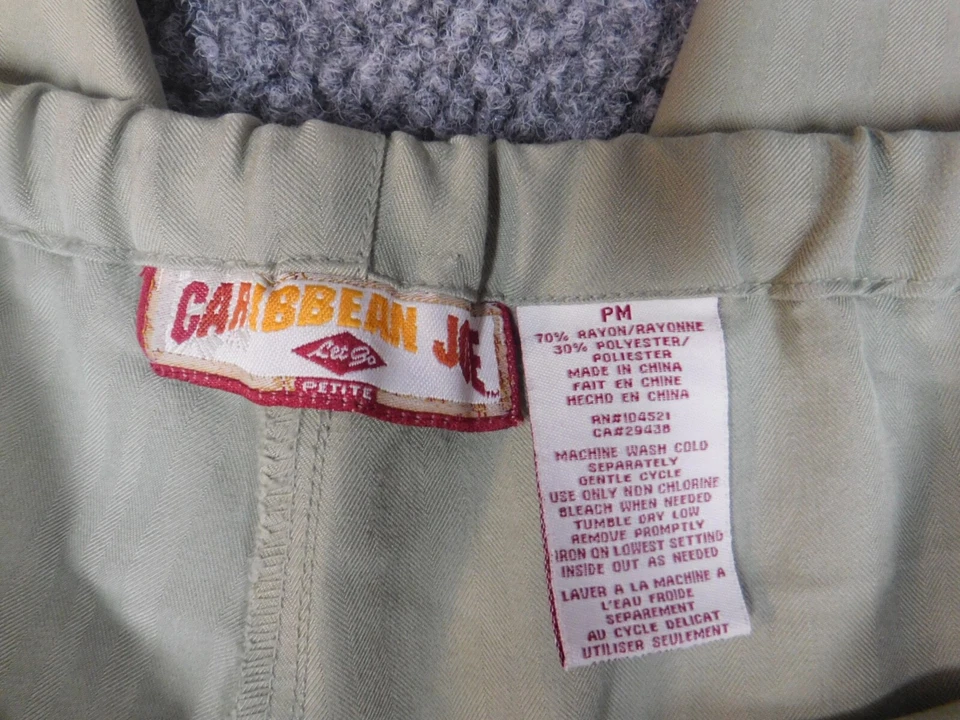 CARIBBEAN JOE
Let Go
PETITE
PM
70% RAYON/RAYONNE
30% POLYESTER/
POLIESTER
MADE IN CHINA
FAIT EN CHINE
HECHO EN CHINA
RN#104521
CA#29438
MACHINE WASH COLD
SEPARATELY
GENTLE CYCLE
USE ONLY NON CHLORINE
BLEACH WHEN NEEDED
TUMBLE DRY LOW
REMOVE PROMPTLY
IRON ON LOWEST SETTING
INSIDE OUT AS NEEDED
LAVER A LA MACHINE A
L'EAU FROIDE
SEPAREMENT
AU CYCLE DELICAT
UTILISER SEULEMENT